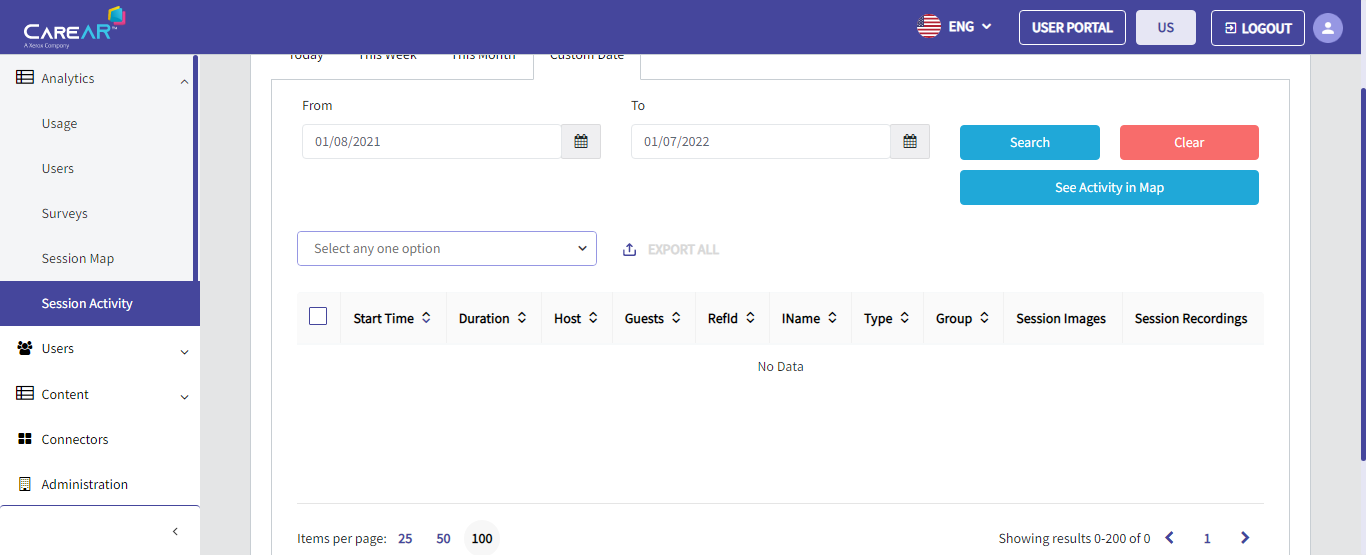 CAREAR™
A Xerox Company
ENG
USER PORTAL
US
LOGOUT
Analytics
Usage
Users
Surveys
Session Map
Session Activity
Users
Content
Connectors
Administration
Today This Week This Month Custom Date
From To
01/08/2021 01/07/2022
Search Clear
See Activity in Map
Select any one option EXPORT ALL
Start Time Duration Host Guests RefId IName Type Group Session Images Session Recordings
No Data
Items per page: 25 50 100 Showing results 0-200 of 0 1